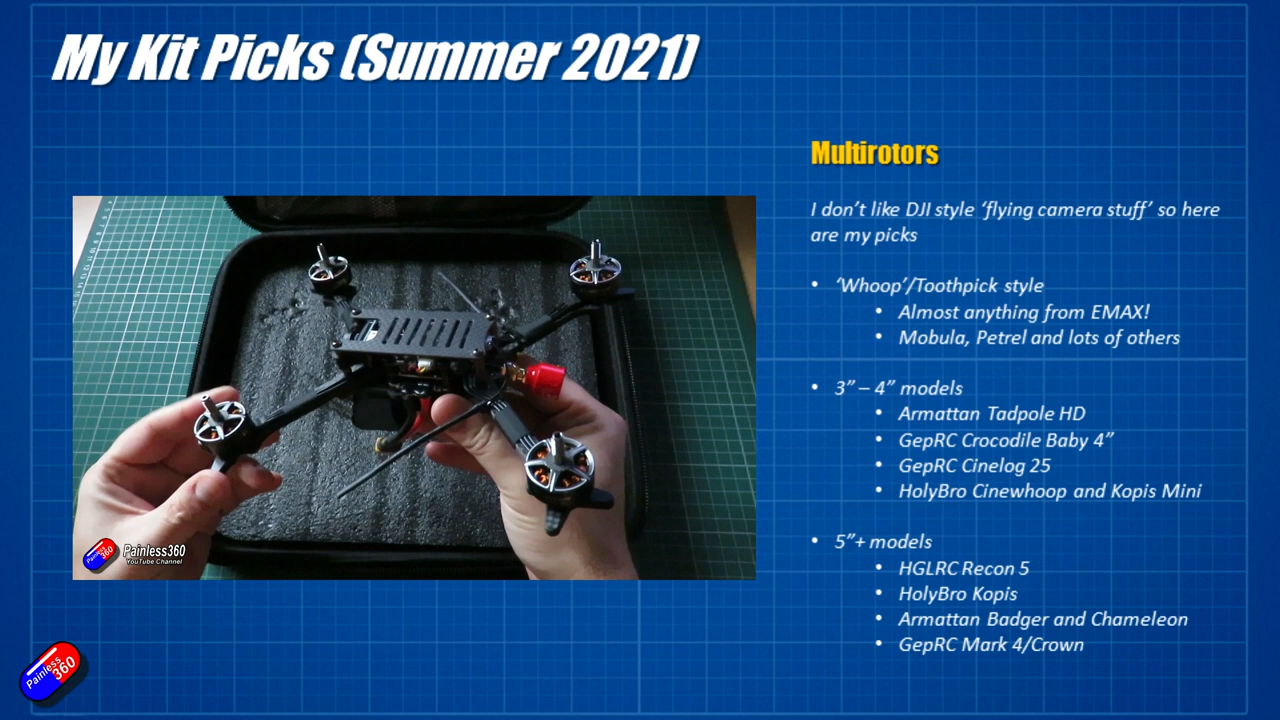 My Kit Picks (Summer 2021)
Multirotors
I don't like DJI style 'flying camera stuff' so here
are my picks
• 'Whoop'/Toothpick style
• Almost anything from EMAX!
• Mobula, Petrel and lots of others
• 3” – 4” models
• Armattan Tadpole HD
• GepRC Crocodile Baby 4”
• GepRC Cinelog 25
• HolyBro Cinewhoop and Kopis Mini
• 5”+ models
• HGLRC Recon 5
• HolyBro Kopis
• Armattan Badger and Chameleon
• GepRC Mark 4/Crown
Painless360
YouTube Channel
Painless
360
Painless
360